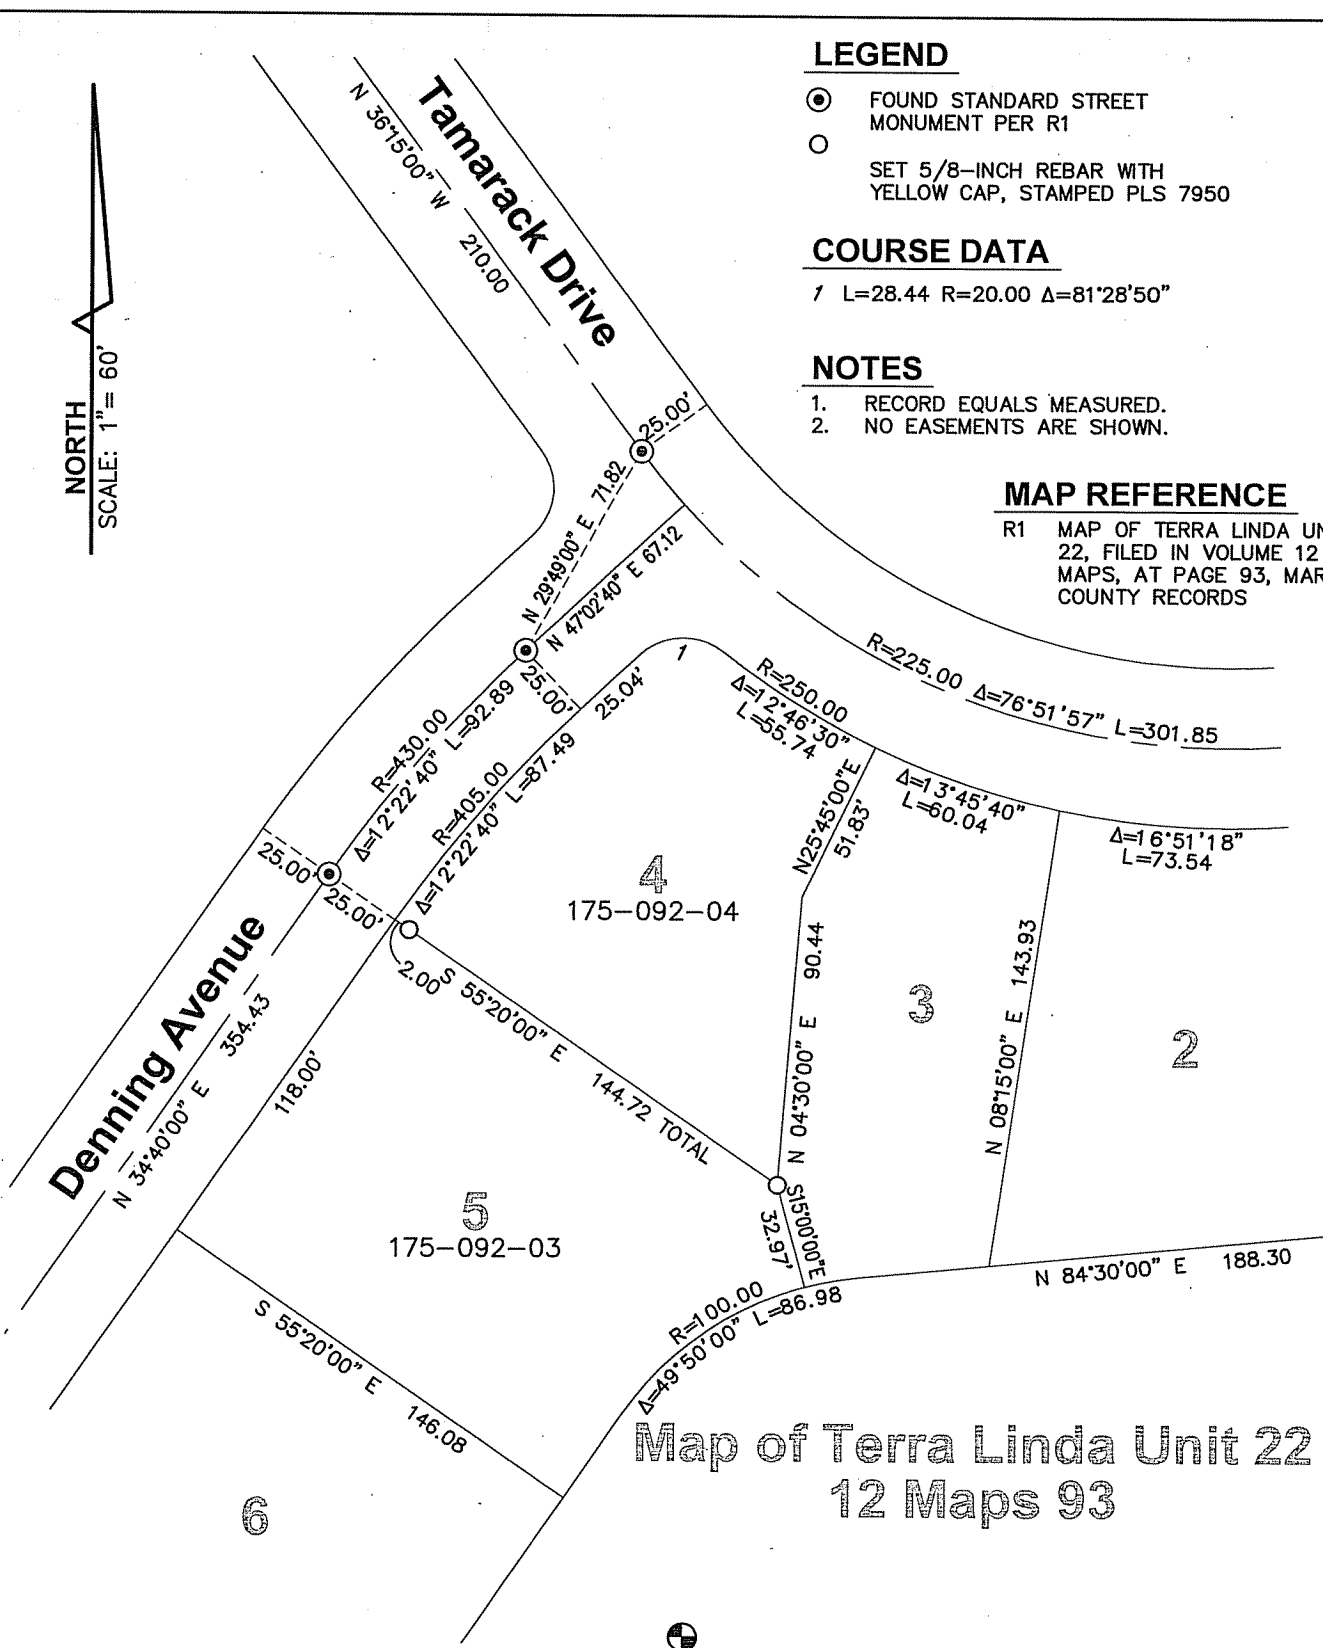 LEGEND
FOUND STANDARD STREET
MONUMENT PER R1
SET 5/8-INCH REBAR WITH
YELLOW CAP, STAMPED PLS 7950
COURSE DATA
1 L=28.44 R=20.00 Δ=81°28'50"
NOTES
1. RECORD EQUALS MEASURED.
2. NO EASEMENTS ARE SHOWN.
MAP REFERENCE
R1 MAP OF TERRA LINDA UN
22, FILED IN VOLUME 12
MAPS, AT PAGE 93, MAR
COUNTY RECORDS
NORTH
SCALE: 1"= 60'
Tamarack Drive
N 36°15'00" W 210.00
25.00'
N 29°49'00" E 71.82
N 47°02'40" E 67.12
25.00'
25.04'
1
R=225.00 Δ=76°51'57" L=301.85
R=250.00
Δ=12°46'30"
L=55.74
Δ=13°45'40"
L=60.04
Δ=16°51'18"
L=73.54
R=430.00
Δ=12°22'40" L=92.89
R=405.00
Δ=12°22'40" L=87.49
25.00'
25.00'
2.00
N25°45'00"E
51.83'
4
175-092-04
N 04°30'00" E 90.44
3
N 08°15'00" E 143.93
2
Denning Avenue
N 34°40'00" E 354.43
118.00'
S 55°20'00" E 144.72 TOTAL
S15°00'00"E
32.97'
5
175-092-03
N 84°30'00" E 188.30
R=100.00
Δ=49°50'00" L=86.98
S 55°20'00" E 146.08
6
Map of Terra Linda Unit 22
12 Maps 93